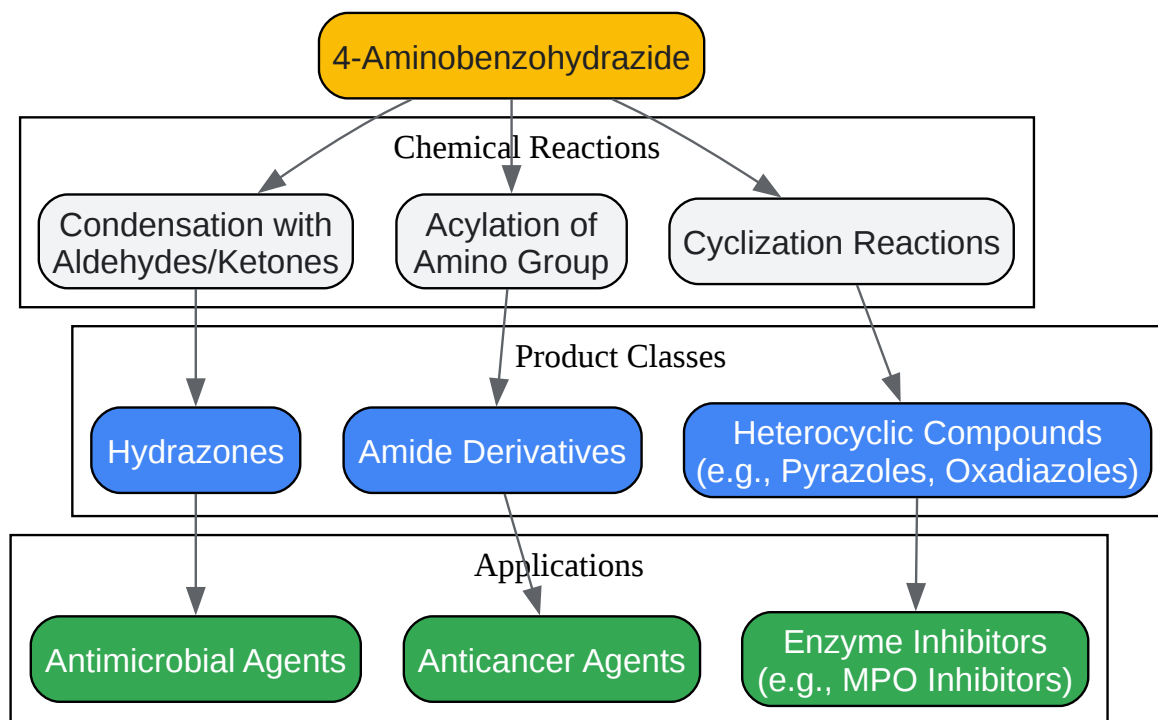 4-Aminobenzohydrazide
Chemical Reactions
Condensation with
Aldehydes/Ketones
Acylation of
Amino Group
Cyclization Reactions
Product Classes
Hydrazones
Amide Derivatives
Heterocyclic Compounds
(e.g., Pyrazoles, Oxadiazoles)
Applications
Antimicrobial Agents
Anticancer Agents
Enzyme Inhibitors
(e.g., MPO Inhibitors)